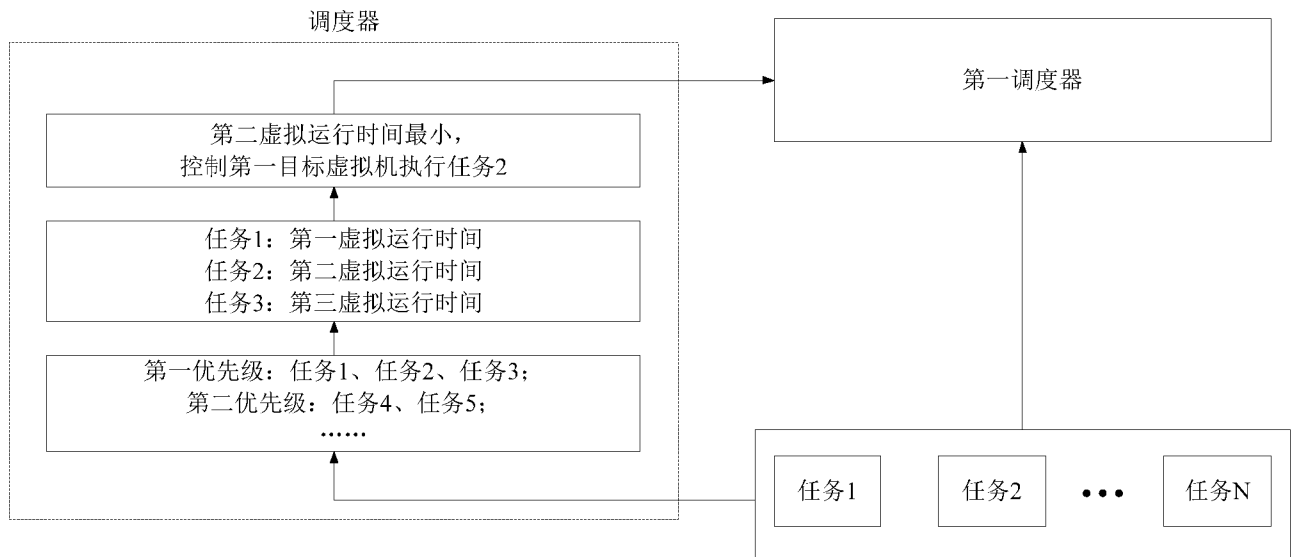 调度器
第一调度器
第二虚拟运行时间最小，
控制第一目标虚拟机执行任务2
任务1：第一虚拟运行时间
任务2：第二虚拟运行时间
任务3：第三虚拟运行时间
第一优先级：任务1、任务2、任务3；
第二优先级：任务4、任务5；
……
任务1 任务2 ••• 任务N